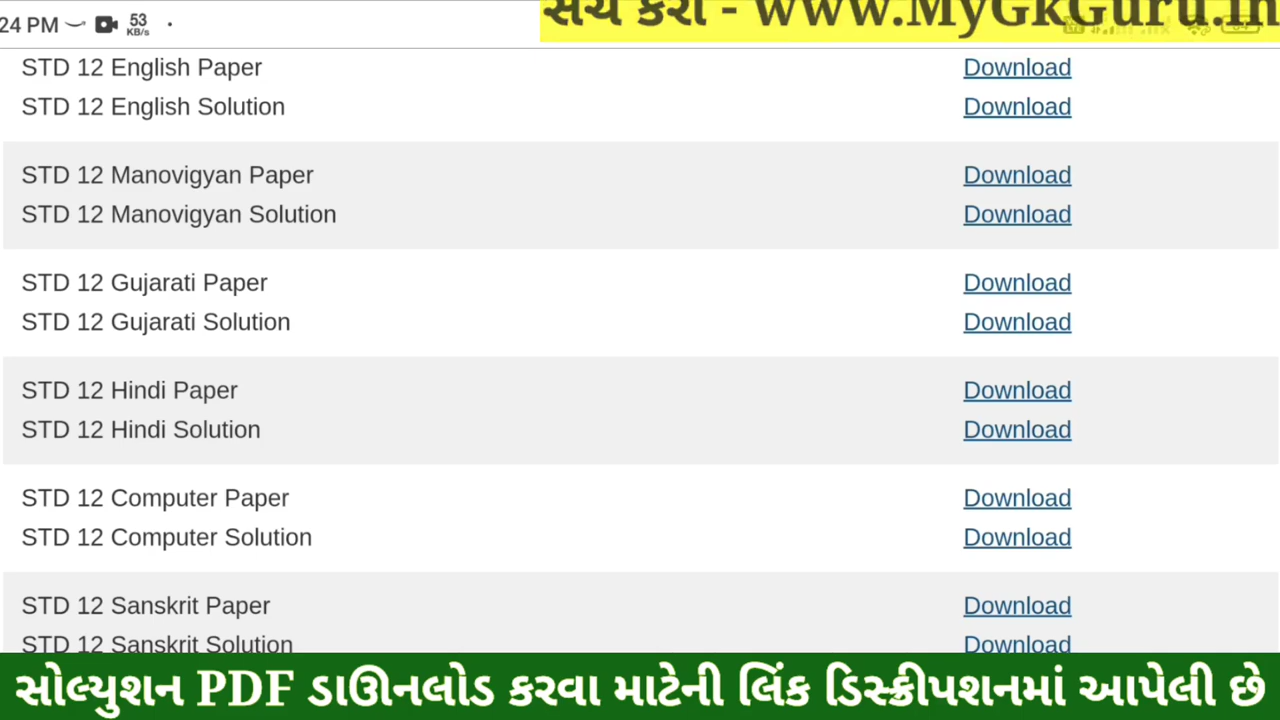 24 PM 53 KB/s
સર્ચ કરો - www.MyGkGuru.in
STD 12 English Paper Download
STD 12 English Solution Download
STD 12 Manovigyan Paper Download
STD 12 Manovigyan Solution Download
STD 12 Gujarati Paper Download
STD 12 Gujarati Solution Download
STD 12 Hindi Paper Download
STD 12 Hindi Solution Download
STD 12 Computer Paper Download
STD 12 Computer Solution Download
STD 12 Sanskrit Paper Download
STD 12 Sanskrit Solution Download
સોલ્યુશન PDF ડાઊનલોડ કરવા માટેની લિંક ડિસ્ક્રીપશનમાં આપેલી છે